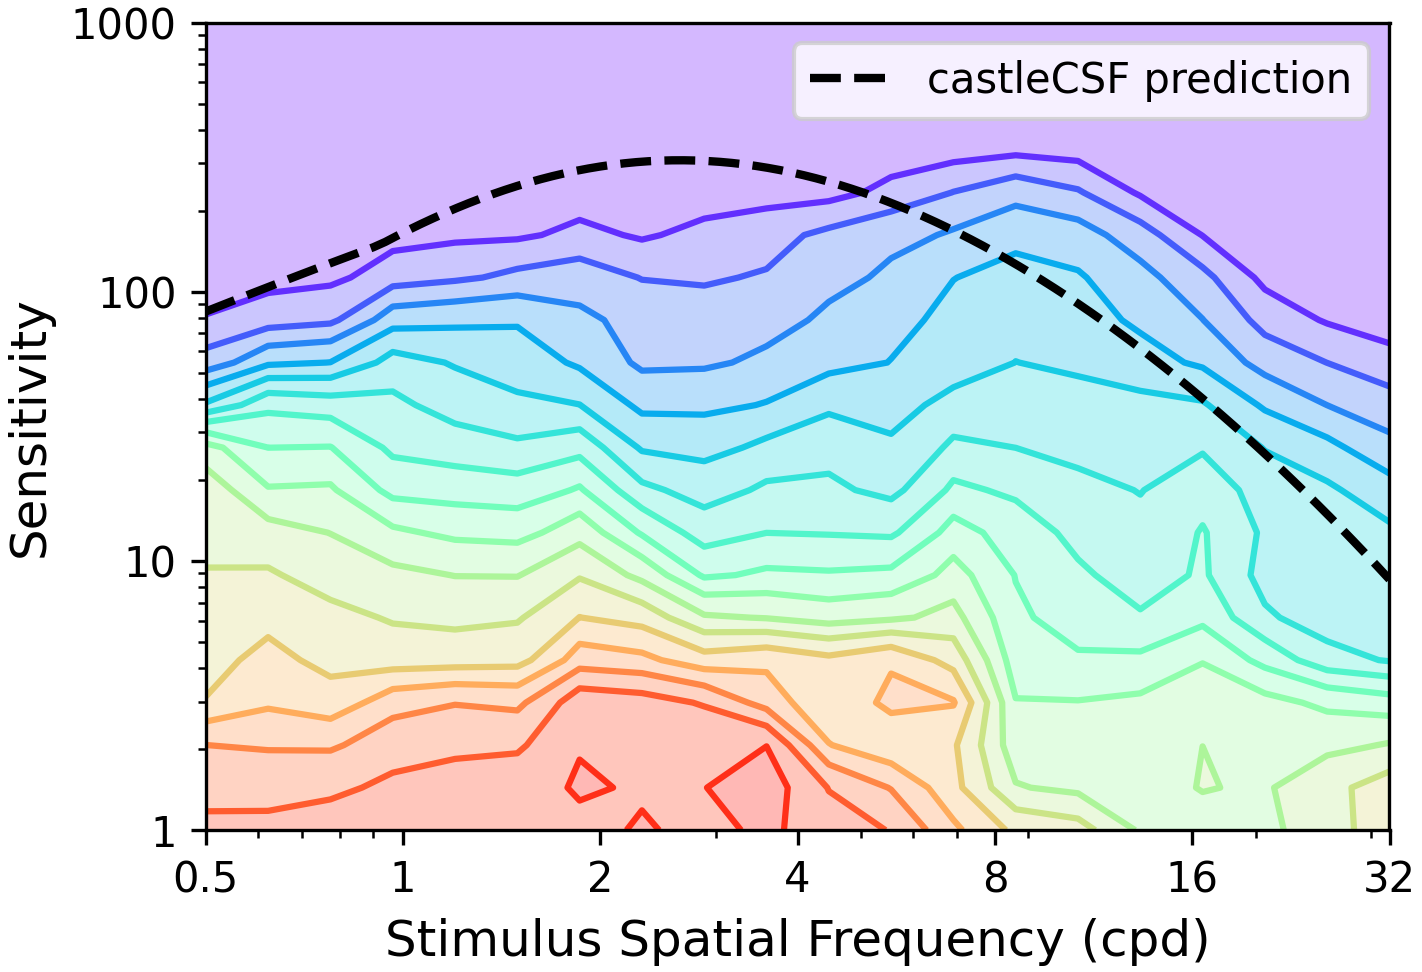 1000
100
10
1
Sensitivity
castleCSF prediction
0.5 1 2 4 8 16 32
Stimulus Spatial Frequency (cpd)